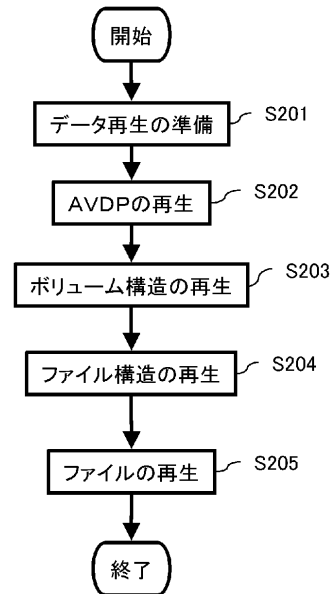 開始
データ再生の準備
S201
AVDPの再生
S202
ボリューム構造の再生
S203
ファイル構造の再生
S204
ファイルの再生
S205
終了